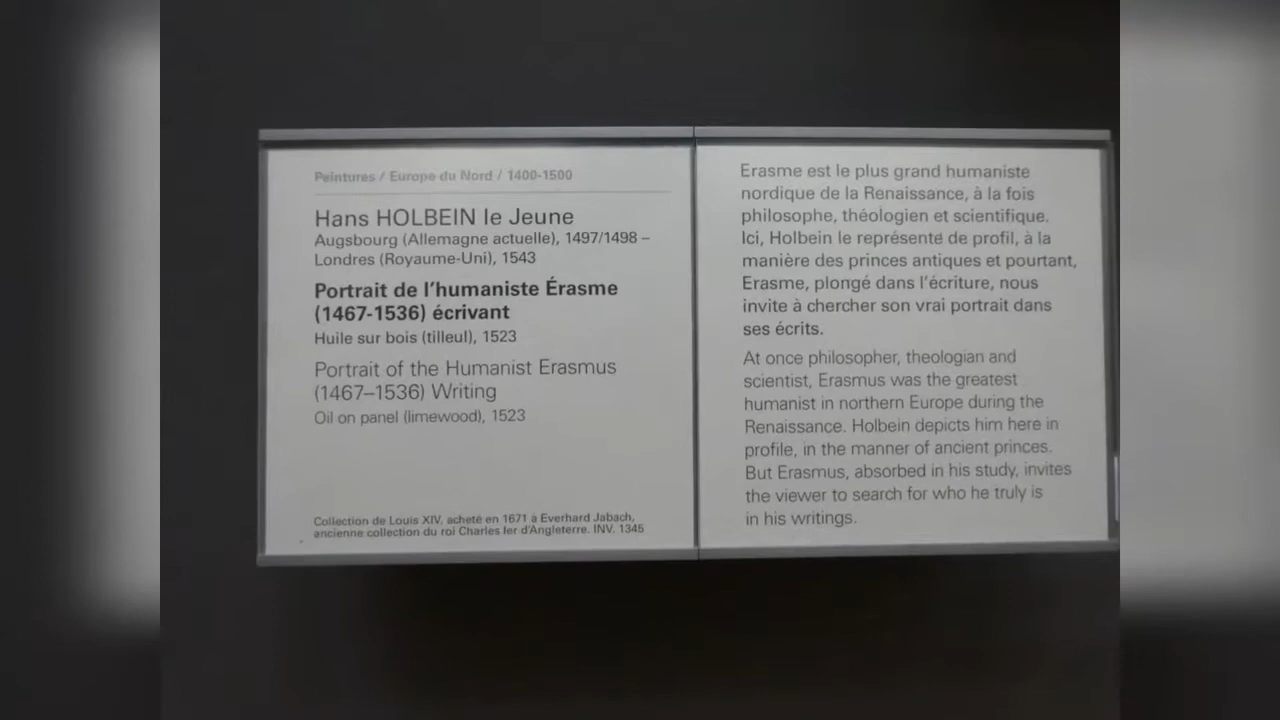 Peintures / Europe du Nord / 1400-1500
Hans HOLBEIN le Jeune
Augsbourg (Allemagne actuelle), 1497/1498 –
Londres (Royaume-Uni), 1543
Portrait de l'humaniste Érasme
(1467-1536) écrivant
Huile sur bois (tilleul), 1523
Portrait of the Humanist Erasmus
(1467–1536) Writing
Oil on panel (limewood), 1523
Collection de Louis XIV, acheté en 1671 à Everhard Jabach,
ancienne collection du roi Charles Ier d'Angleterre. INV. 1345
Erasme est le plus grand humaniste
nordique de la Renaissance, à la fois
philosophe, théologien et scientifique.
Ici, Holbein le représente de profil, à la
manière des princes antiques et pourtant,
Erasme, plongé dans l'écriture, nous
invite à chercher son vrai portrait dans
ses écrits.
At once philosopher, theologian and
scientist, Erasmus was the greatest
humanist in northern Europe during the
Renaissance. Holbein depicts him here in
profile, in the manner of ancient princes.
But Erasmus, absorbed in his study, invites
the viewer to search for who he truly is
in his writings.